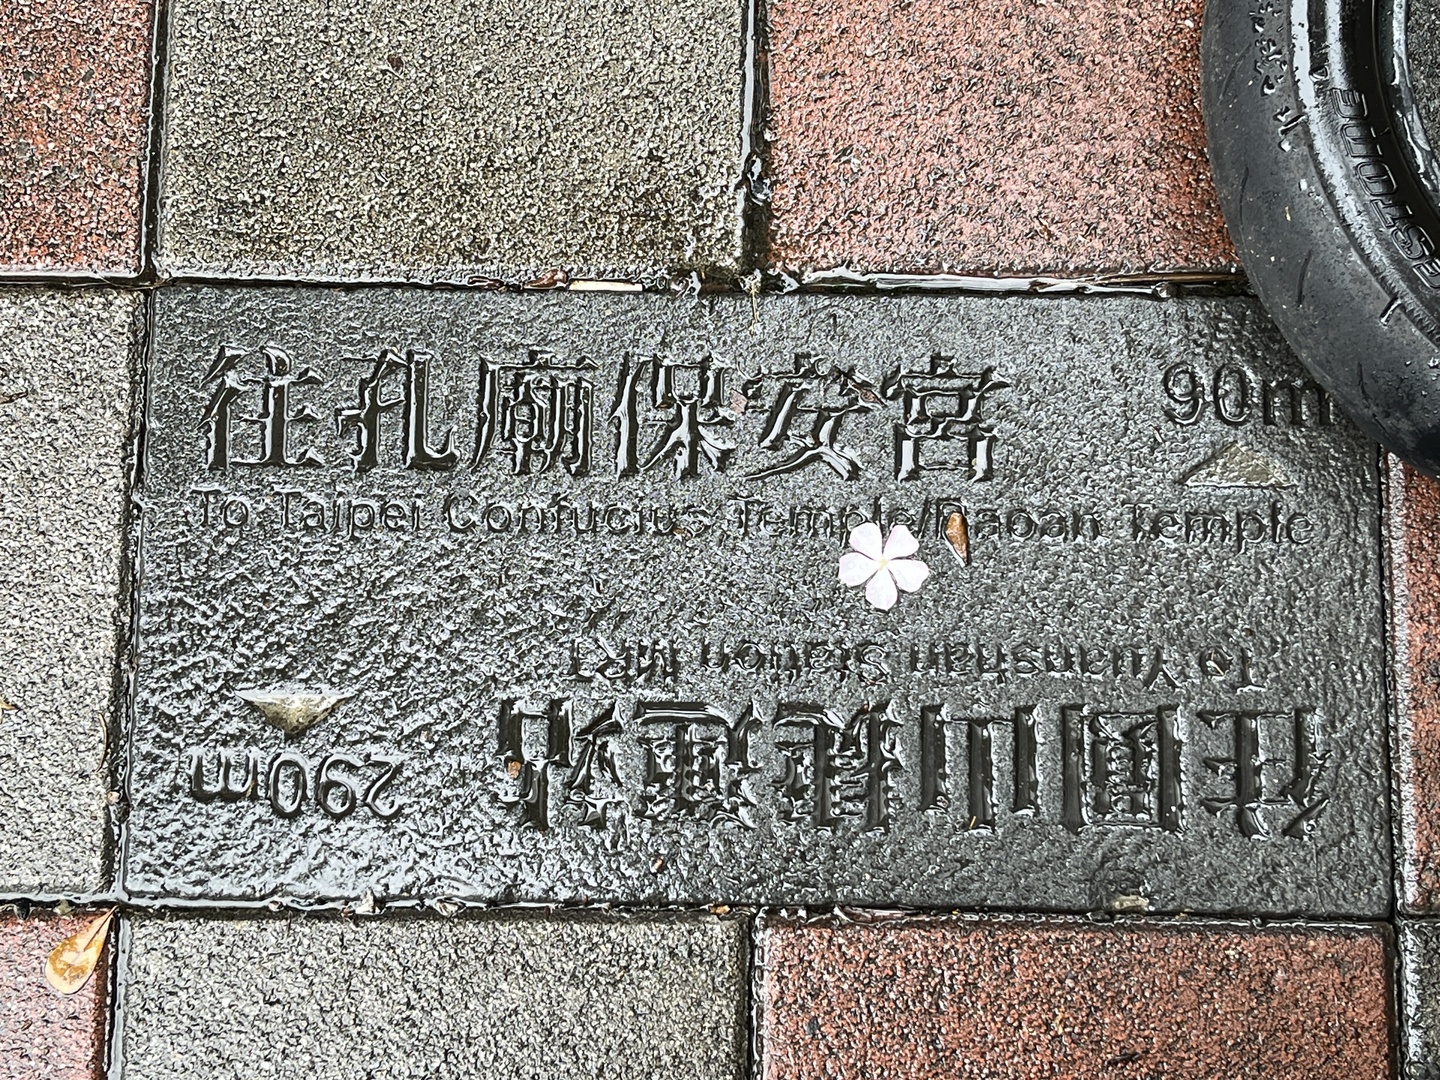 往孔廟保安宮 90m
To Taipei Confucius Temple/Baoan Temple
往圓山捷運站 290m
To Yuanshan Station MRT